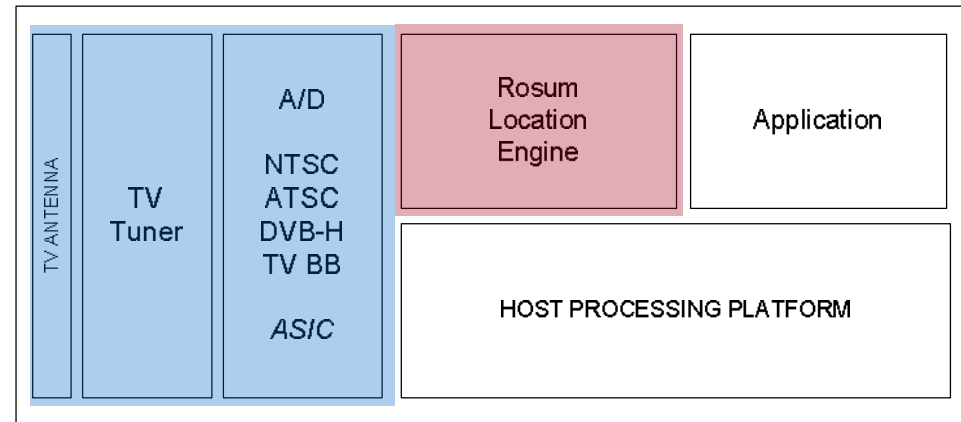 TV ANTENNA
TV
Tuner
A/D
NTSC
ATSC
DVB-H
TV BB
ASIC
Rosum
Location
Engine
Application
HOST PROCESSING PLATFORM